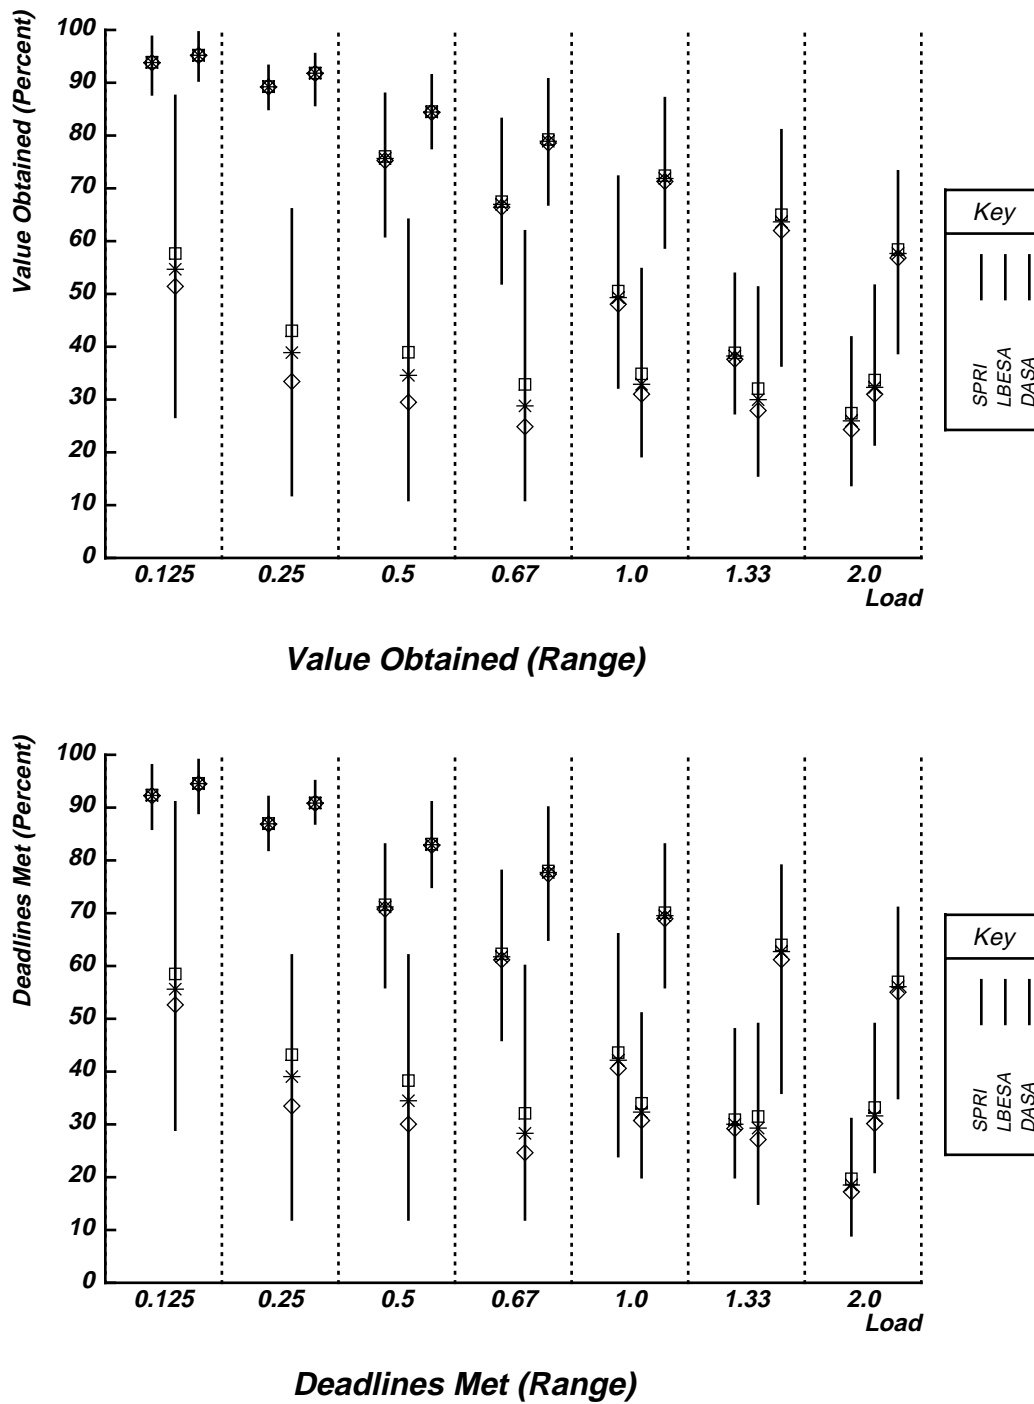 Value Obtained (Percent)
100
90
80
70
60
50
40
30
20
10
0
0.125 0.25 0.5 0.67 1.0 1.33 2.0
Load
Key
SPRI
LBESA
DASA
Value Obtained (Range)
Deadlines Met (Percent)
100
90
80
70
60
50
40
30
20
10
0
0.125 0.25 0.5 0.67 1.0 1.33 2.0
Load
Key
SPRI
LBESA
DASA
Deadlines Met (Range)